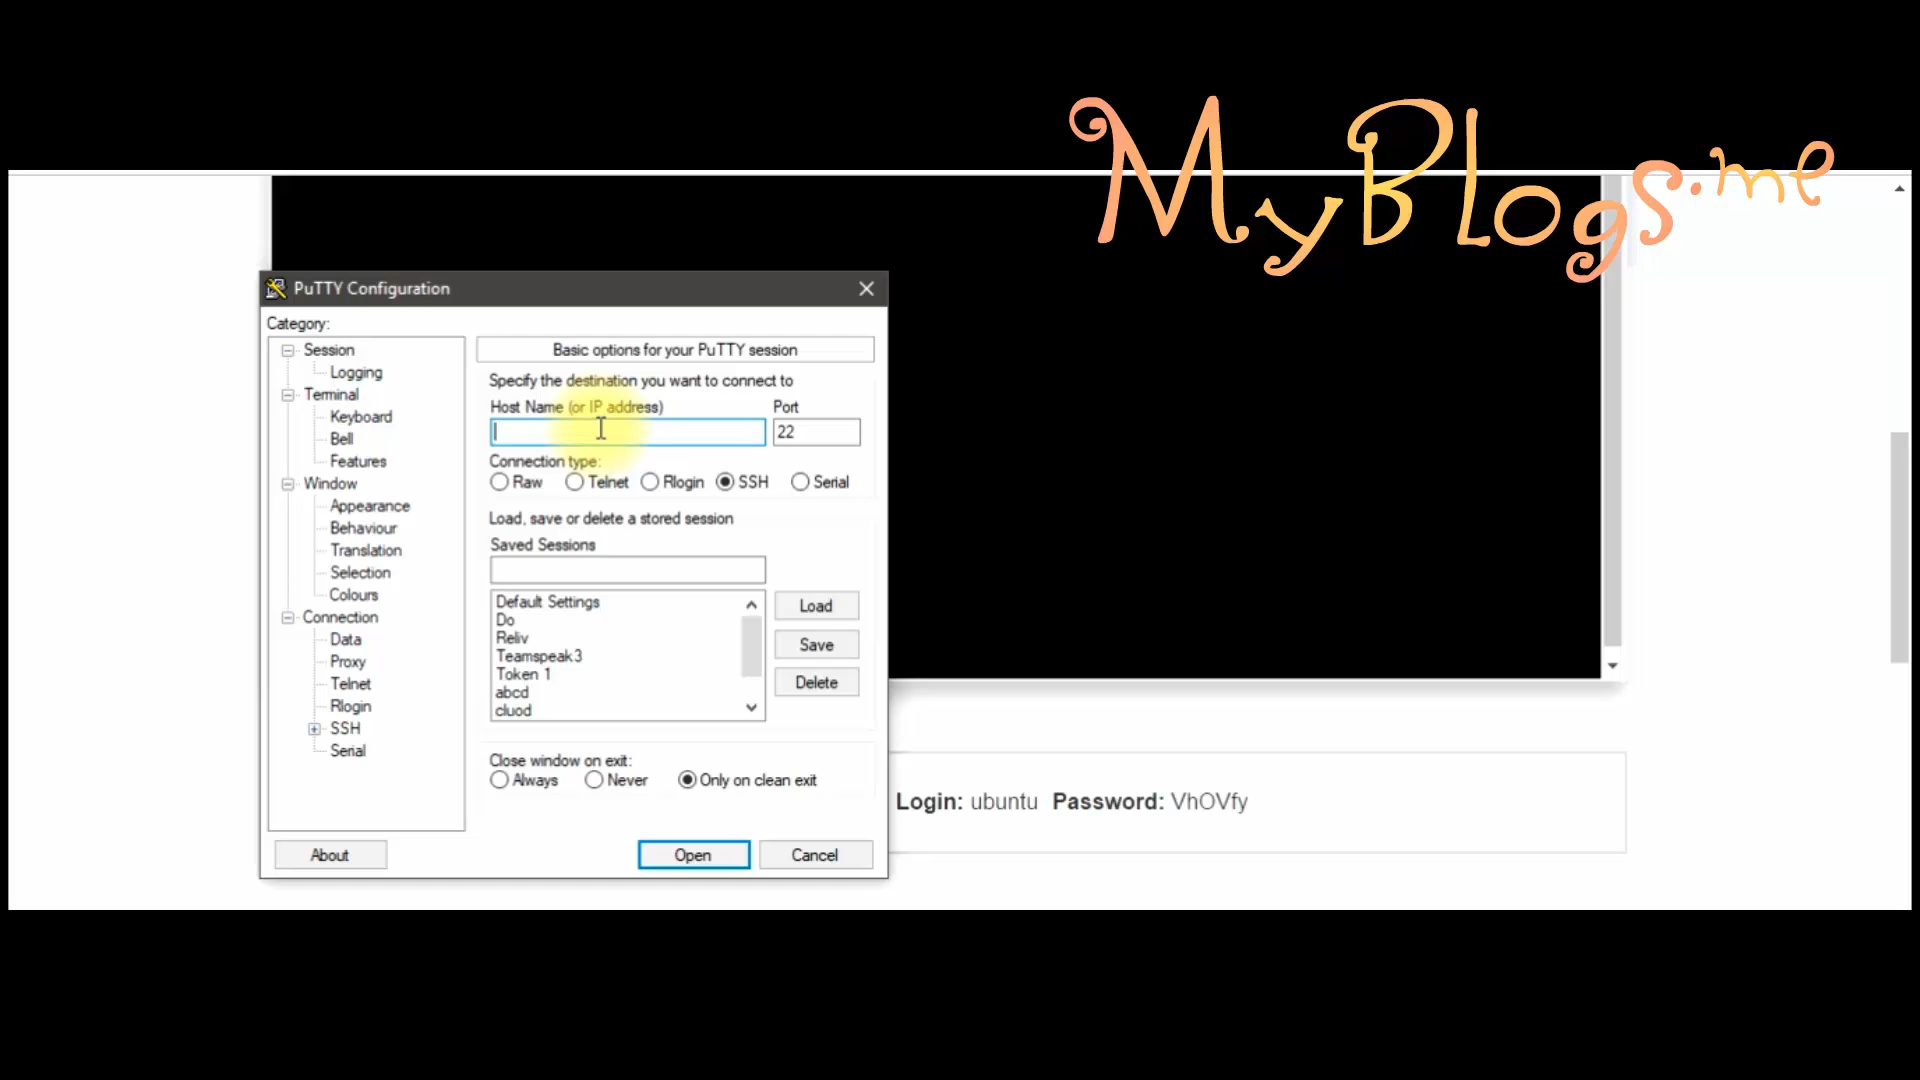 MyBlogs.me
PuTTY Configuration
Category:
Session
Logging
Terminal
Keyboard
Bell
Features
Window
Appearance
Behaviour
Translation
Selection
Colours
Connection
Data
Proxy
Telnet
Rlogin
SSH
Serial
Basic options for your PuTTY session
Specify the destination you want to connect to
Host Name (or IP address) Port
22
Connection type:
Raw Telnet Rlogin SSH Serial
Load, save or delete a stored session
Saved Sessions
Default Settings
Do
Reliv
Teamspeak3
Token 1
abcd
cluod
Load
Save
Delete
Close window on exit:
Always Never Only on clean exit
About Open Cancel
Login: ubuntu Password: VhOVfy